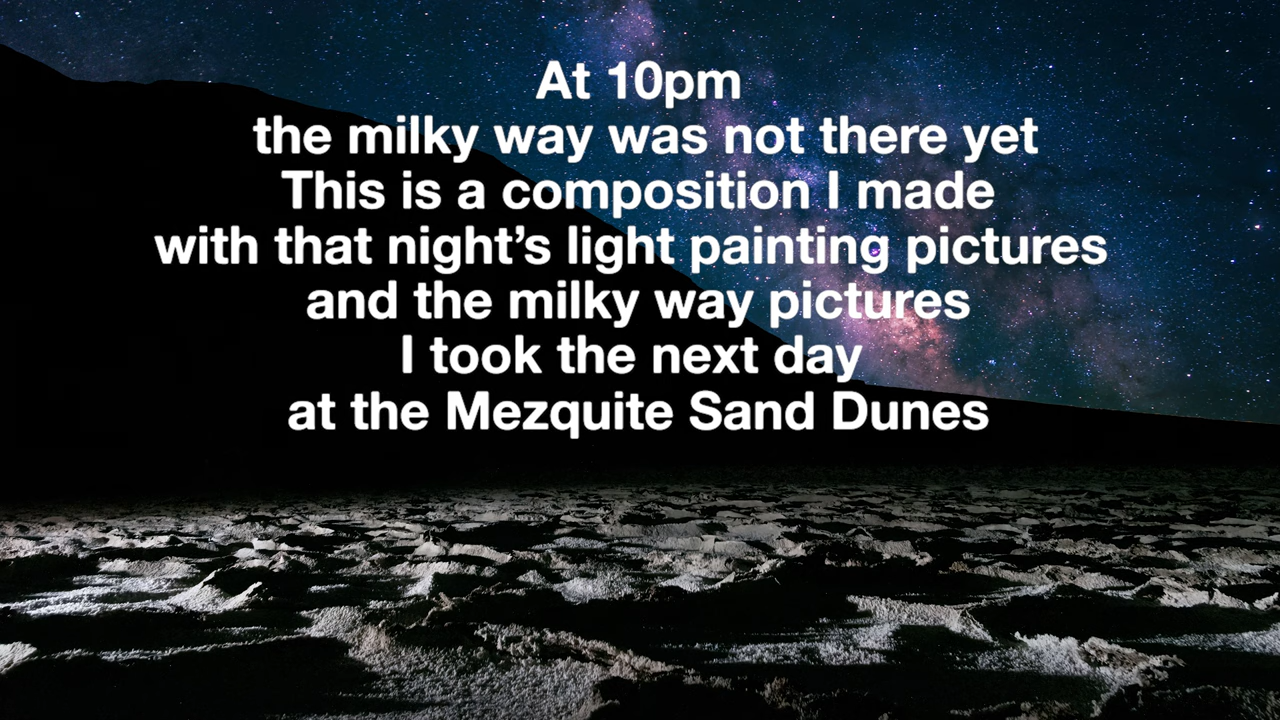 At 10pm
the milky way was not there yet
This is a composition I made
with that night’s light painting pictures
and the milky way pictures
I took the next day
at the Mezquite Sand Dunes